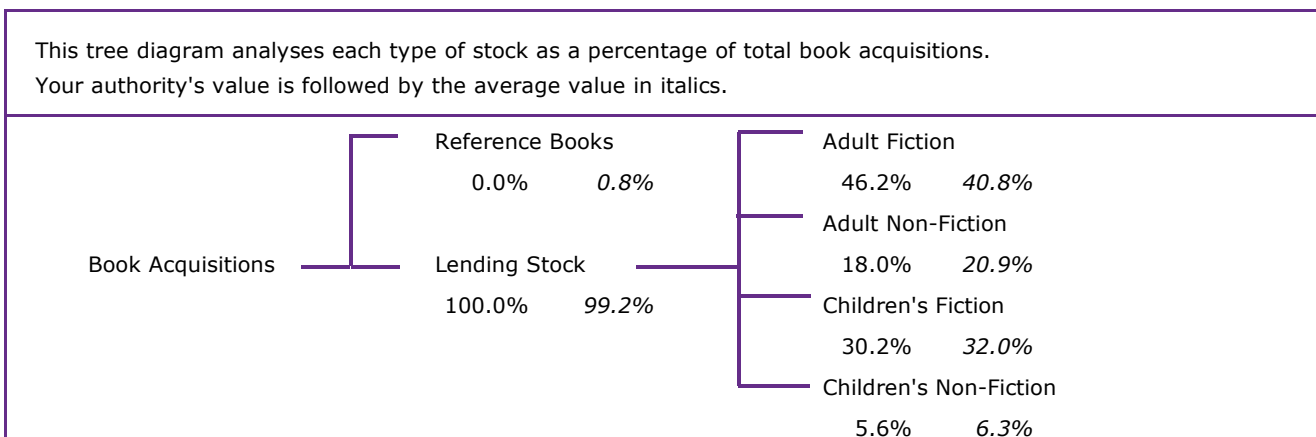 This tree diagram analyses each type of stock as a percentage of total book acquisitions.
Your authority's value is followed by the average value in italics.
Book Acquisitions
Reference Books
0.0% 0.8%
Lending Stock
100.0% 99.2%
Adult Fiction
46.2% 40.8%
Adult Non-Fiction
18.0% 20.9%
Children's Fiction
30.2% 32.0%
Children's Non-Fiction
5.6% 6.3%